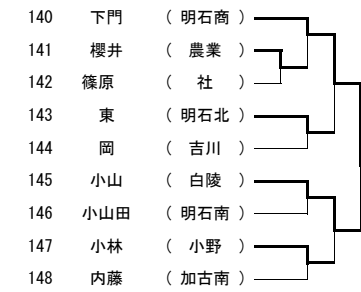 140 下門 （ 明石商 ）
141 櫻井 （ 農業 ）
142 篠原 （ 社 ）
143 東 （ 明石北 ）
144 岡 （ 吉川 ）
145 小山 （ 白陵 ）
146 小山田 （ 明石南 ）
147 小林 （ 小野 ）
148 内藤 （ 加古南 ）